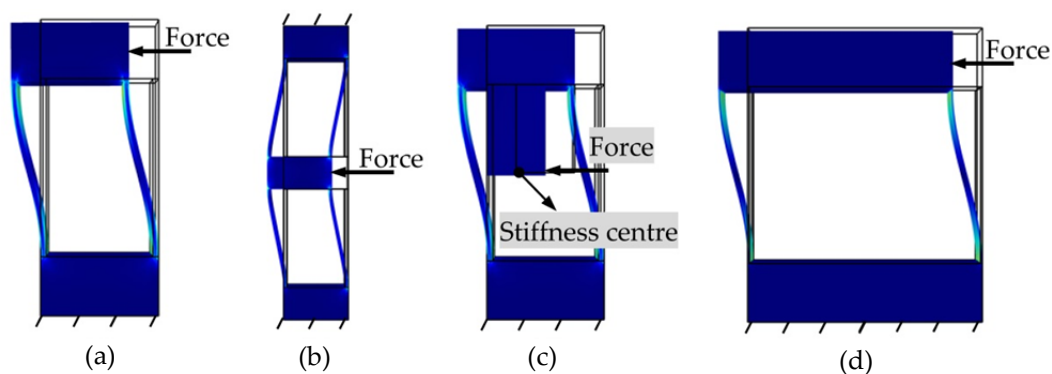 Force
Force
Force
Stiffness centre
Force
(a)
(b)
(c)
(d)